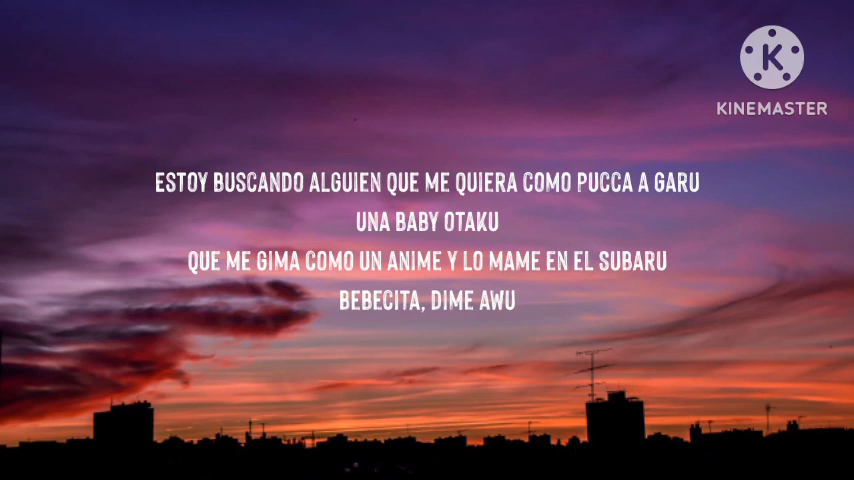 KINEMASTER
ESTOY BUSCANDO ALGUIEN QUE ME QUIERA COMO PUCCA A GARU
UNA BABY OTAKU
QUE ME GIMA COMO UN ANIME Y LO MAME EN EL SUBARU
BEBECITA, DIME AWU